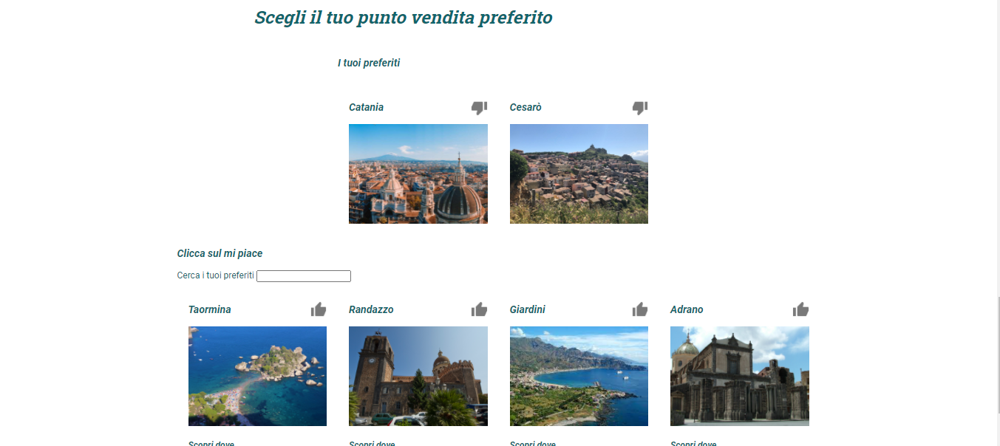 Scegli il tuo punto vendita preferito
I tuoi preferiti
Catania
Cesarò
Clicca sul mi piace
Cerca i tuoi preferiti
Taormina
Randazzo
Giardini
Adrano
Scopri dove
Scopri dove
Scopri dove
Scopri dove